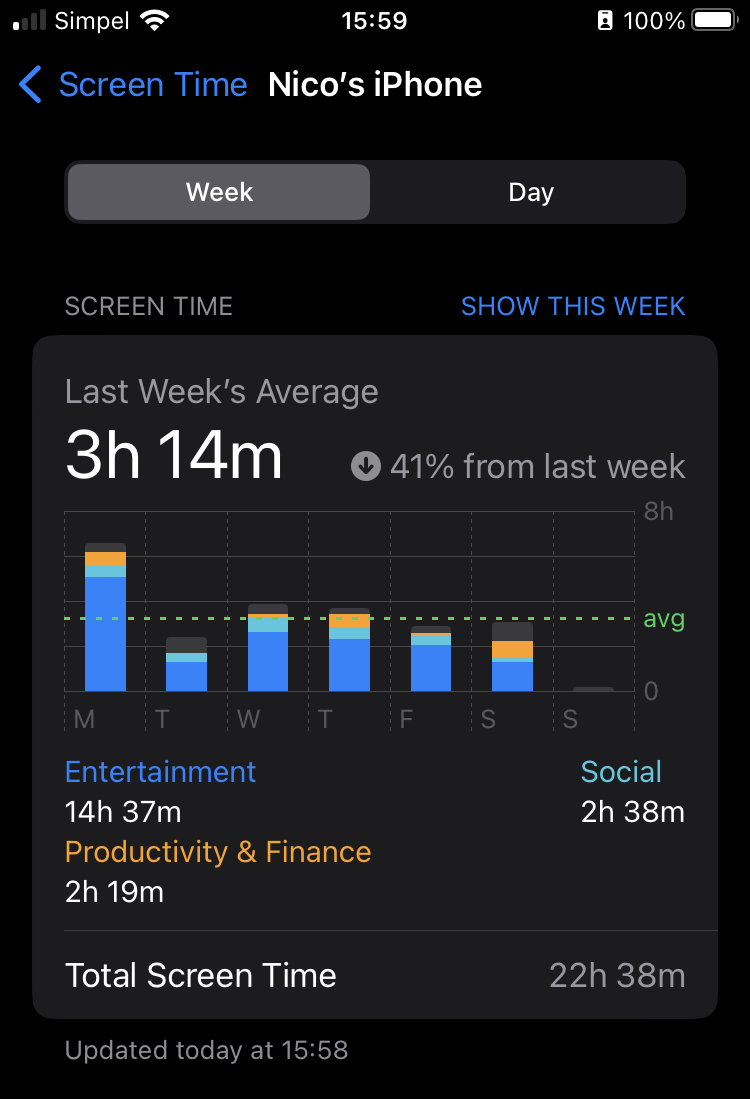 Simpel 15:59 100%
Screen Time Nico’s iPhone
Week Day
SCREEN TIME SHOW THIS WEEK
Last Week’s Average
3h 14m 41% from last week
8h
avg
0
M T W T F S S
Entertainment Social
14h 37m 2h 38m
Productivity & Finance
2h 19m
Total Screen Time 22h 38m
Updated today at 15:58